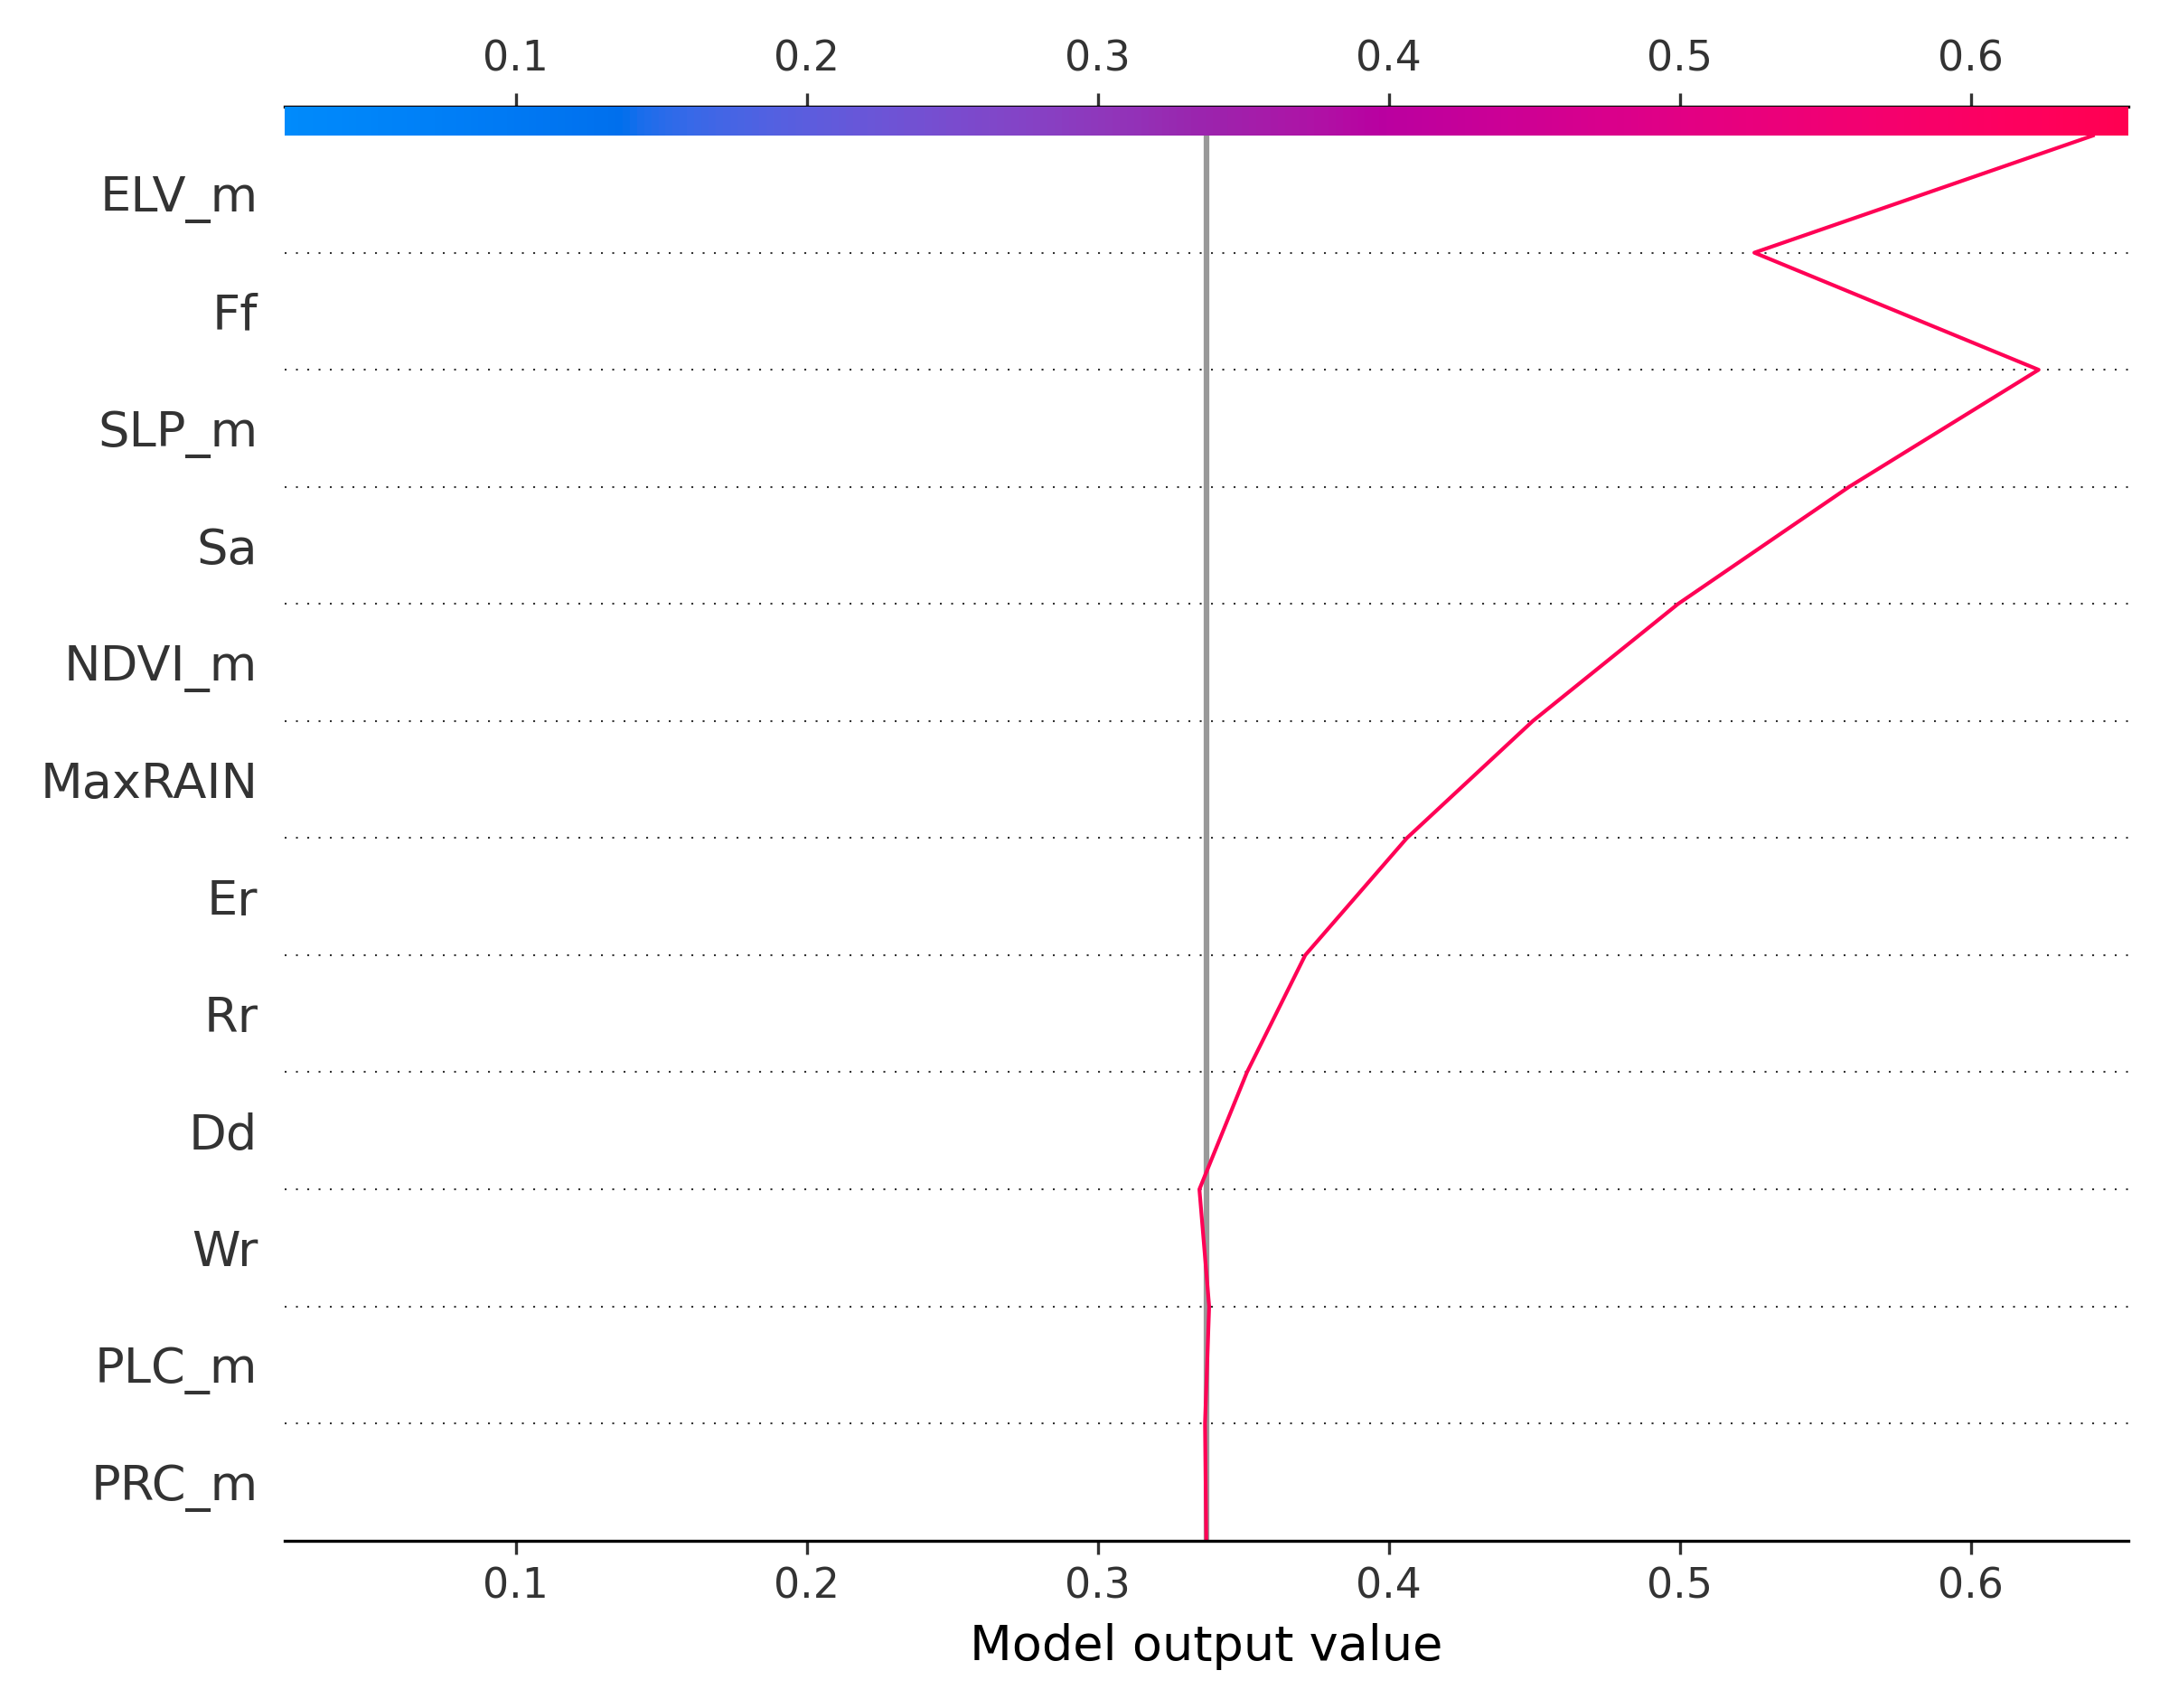 0.1 0.2 0.3 0.4 0.5 0.6
ELV_m
Ff
SLP_m
Sa
NDVI_m
MaxRAIN
Er
Rr
Dd
Wr
PLC_m
PRC_m
0.1 0.2 0.3 0.4 0.5 0.6
Model output value